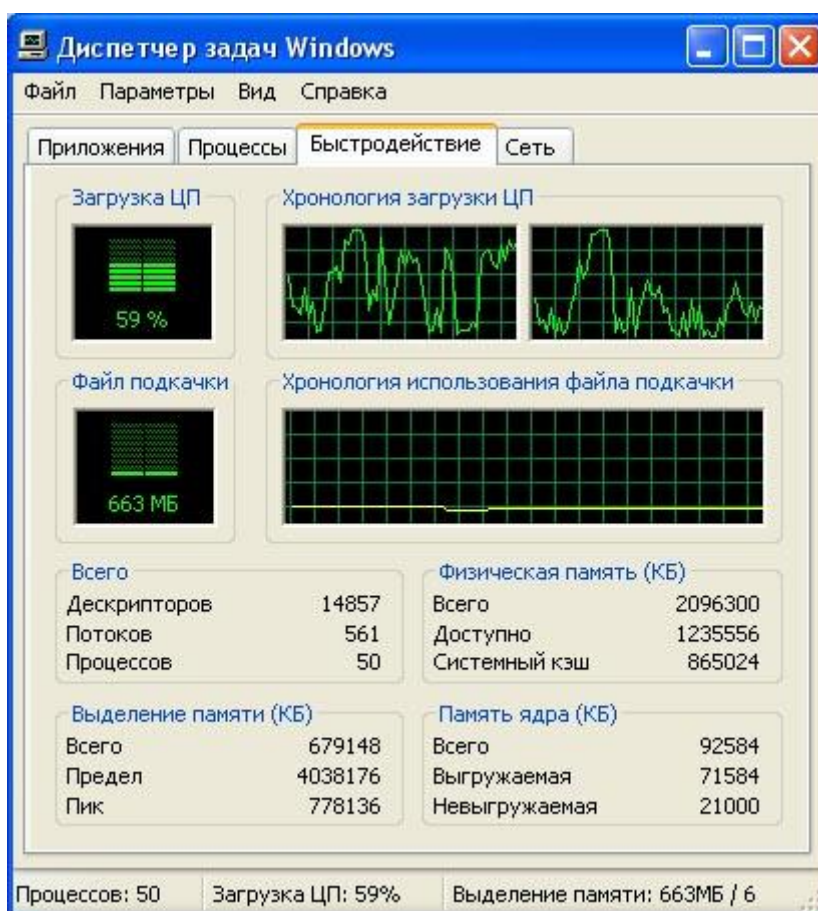 Диспетчер задач Windows
Файл Параметры Вид Справка
Приложения Процессы Быстродействие Сеть
Загрузка ЦП Хронология загрузки ЦП
59 %
Файл подкачки Хронология использования файла подкачки
663 МБ
Всего
Дескрипторов 14857
Потоков 561
Процессов 50
Физическая память (КБ)
Всего 2096300
Доступно 1235556
Системный кэш 865024
Выделение памяти (КБ)
Всего 679148
Предел 4038176
Пик 778136
Память ядра (КБ)
Всего 92584
Выгружаемая 71584
Невыгружаемая 21000
Процессов: 50 Загрузка ЦП: 59% Выделение памяти: 663МБ / 6